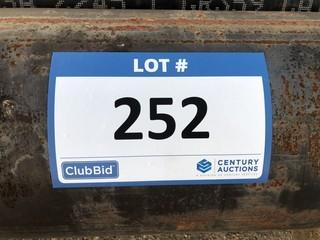 LOT #
252
ClubBid
CENTURY
AUCTIONS